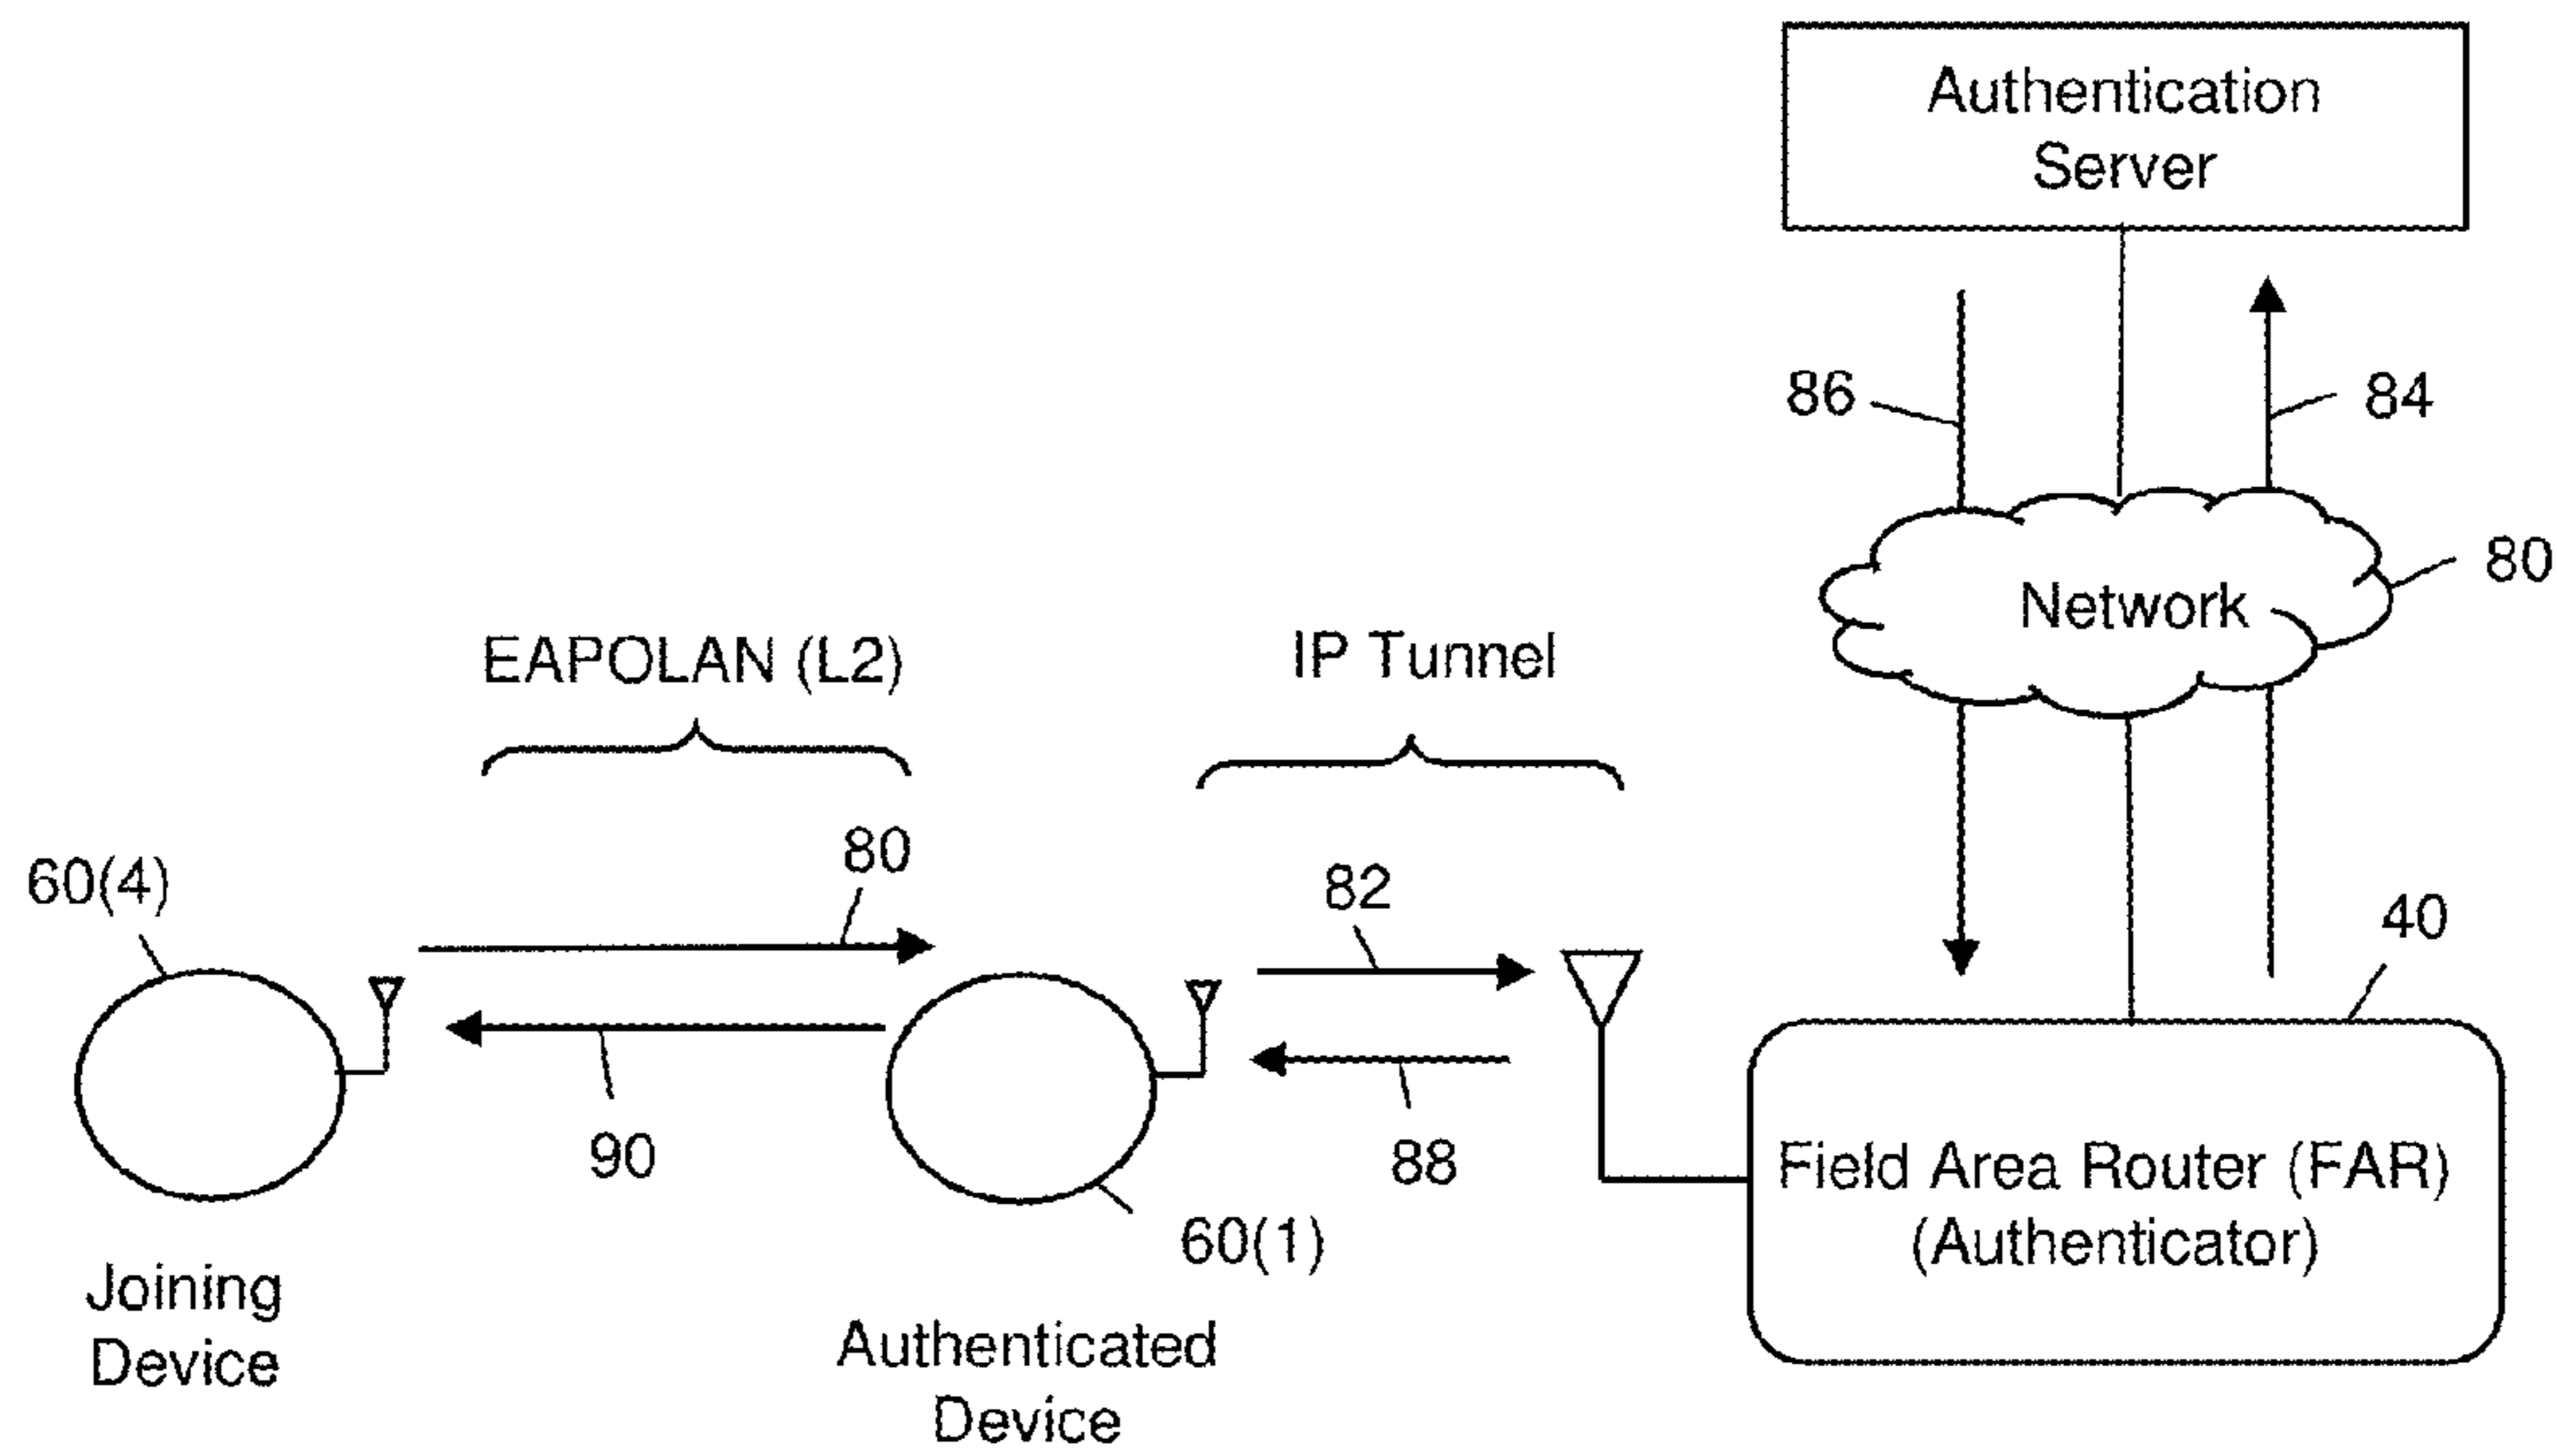 Authentication
Server
86
84
80
Network
EAPOLAN (L2)
IP Tunnel
80
60(4)
82
40
90
88
Field Area Router (FAR)
(Authenticator)
60(1)
Joining
Device
Authenticated
Device